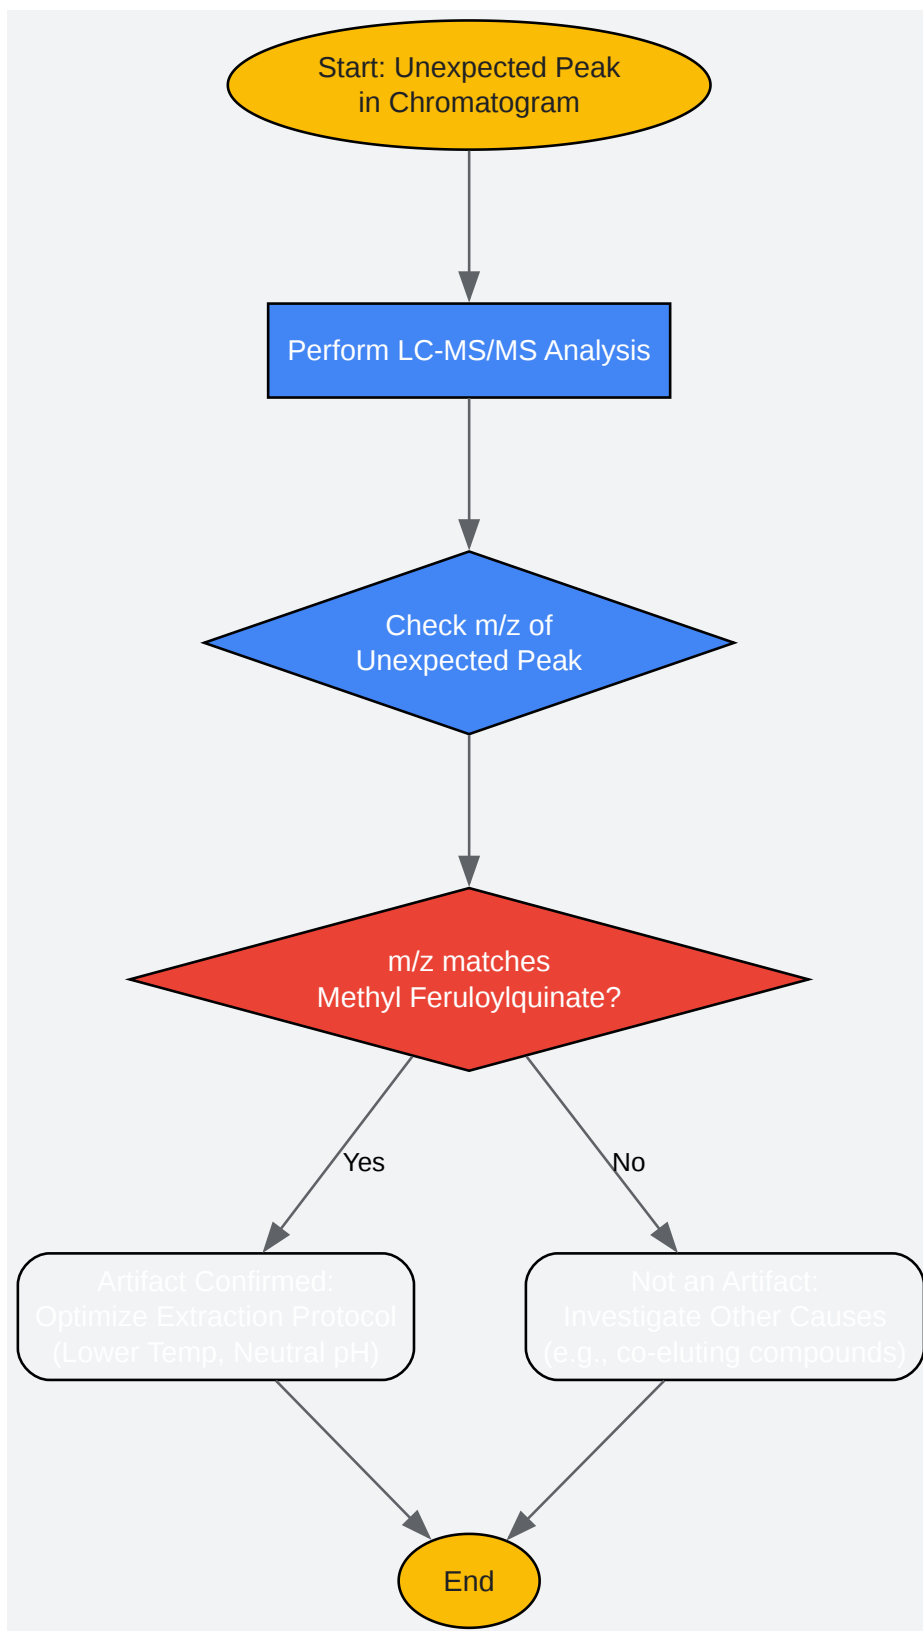 Start: Unexpected Peak
in Chromatogram
Perform LC-MS/MS Analysis
Check m/z of
Unexpected Peak
m/z matches
Methyl Feruloylquinate?
Yes
No
Artifact Confirmed:
Optimize Extraction Protocol
(Lower Temp, Neutral pH)
Not an Artifact:
Investigate Other Causes
(e.g., co-eluting compounds)
End